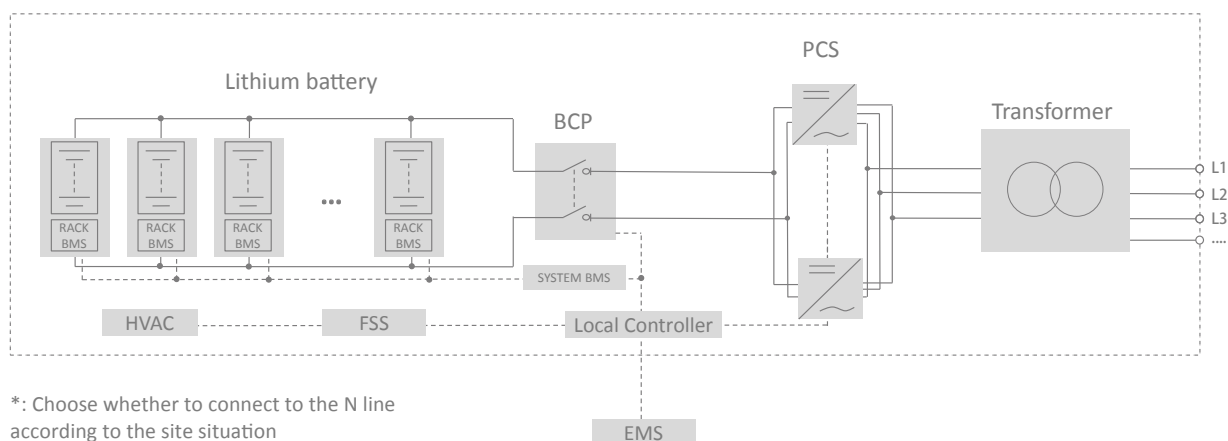 PCS
Lithium battery
BCP
Transformer
L1
L2
L3
....
...
RACK
BMS
RACK
BMS
RACK
BMS
RACK
BMS
SYSTEM BMS
HVAC
FSS
Local Controller
*: Choose whether to connect to the N line
according to the site situation
EMS